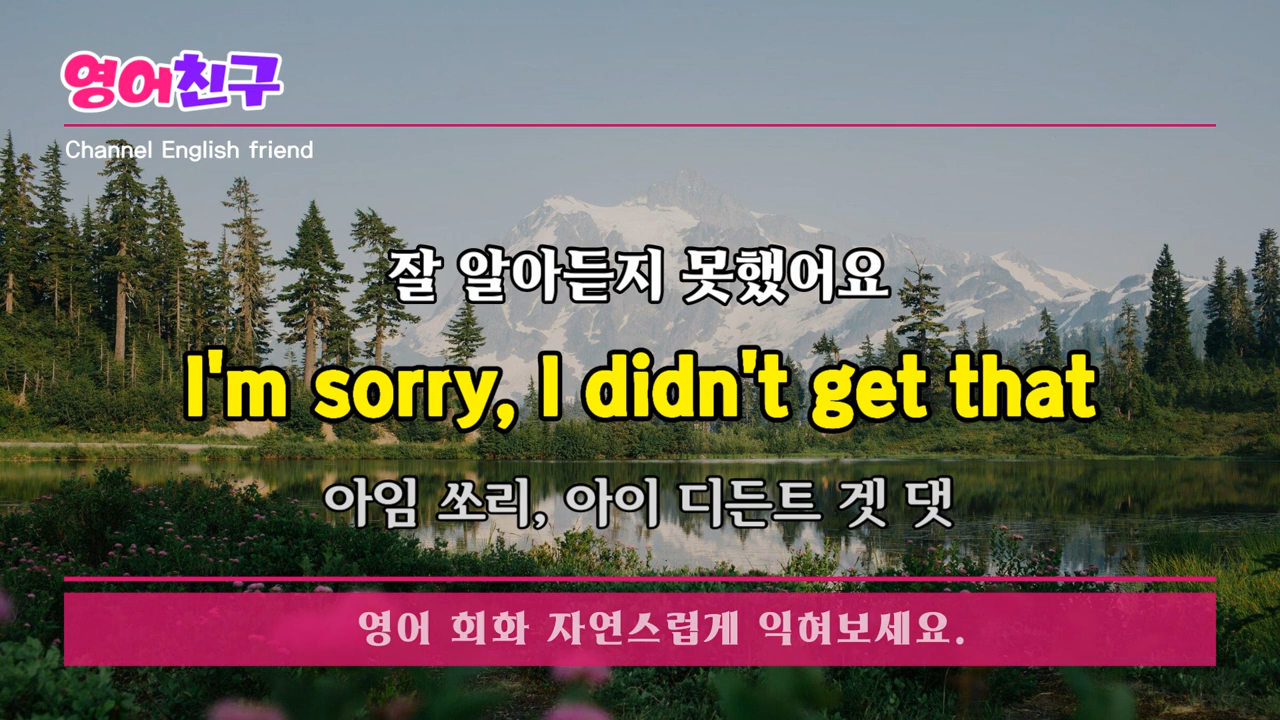 영어친구
Channel English friend
잘 알아듣지 못했어요
I'm sorry, I didn't get that
아임 쏘리, 아이 디든트 겟 댓
영어 회화 자연스럽게 익혀보세요.